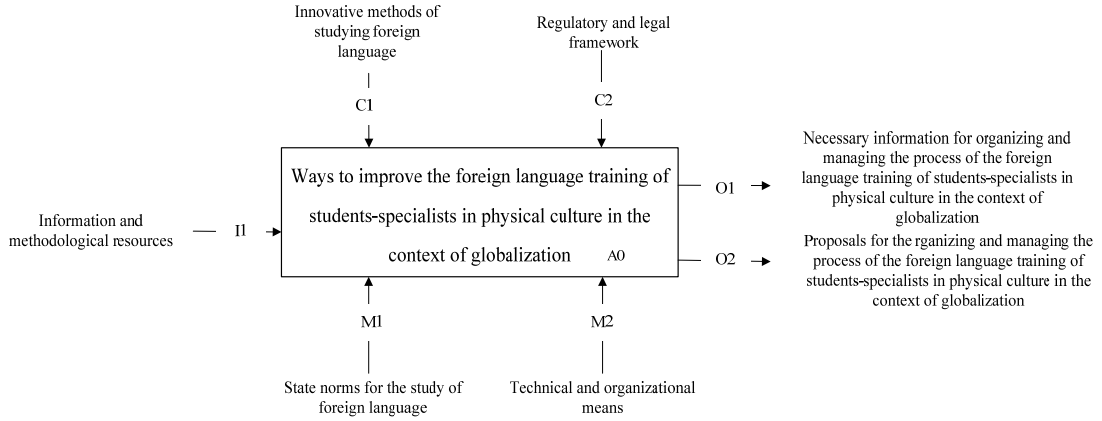 Innovative methods of
studying foreign
language
Regulatory and legal
framework
C1
C2
Information and
methodological resources
I1
Ways to improve the foreign language training of
students-specialists in physical culture in the
context of globalization A0
O1
O2
Necessary information for organizing and
managing the process of the foreign
language training of students-specialists in
physical culture in the context of
globalization
Proposals for the rganizing and managing the
process of the foreign language training of
students-specialists in physical culture in the
context of globalization
M1
M2
State norms for the study of
foreign language
Technical and organizational
means